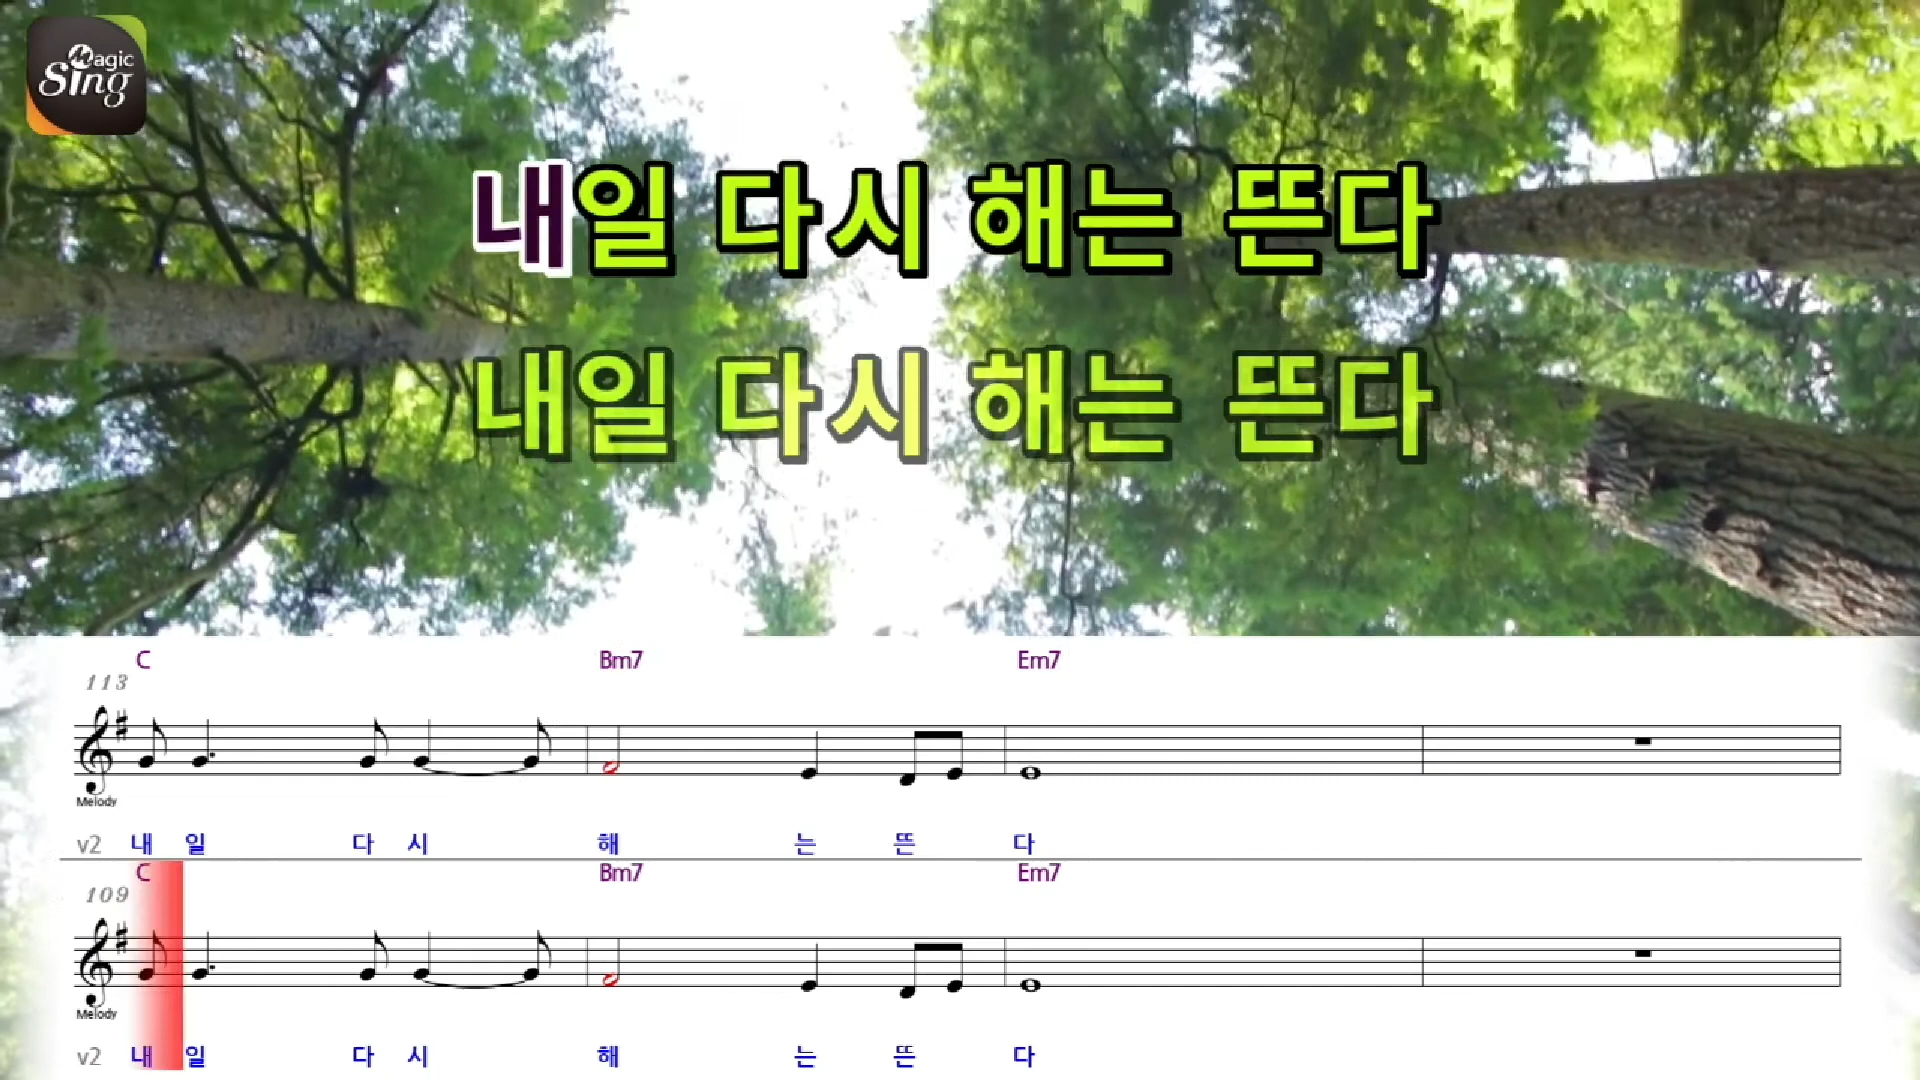 Magic
Sing
내일 다시 해는 뜬다
내일 다시 해는 뜬다
C Bm7 Em7
113
Melody
v2 내 일 다 시 해 는 뜬 다
C Bm7 Em7
109
Melody
v2 내 일 다 시 해 는 뜬 다